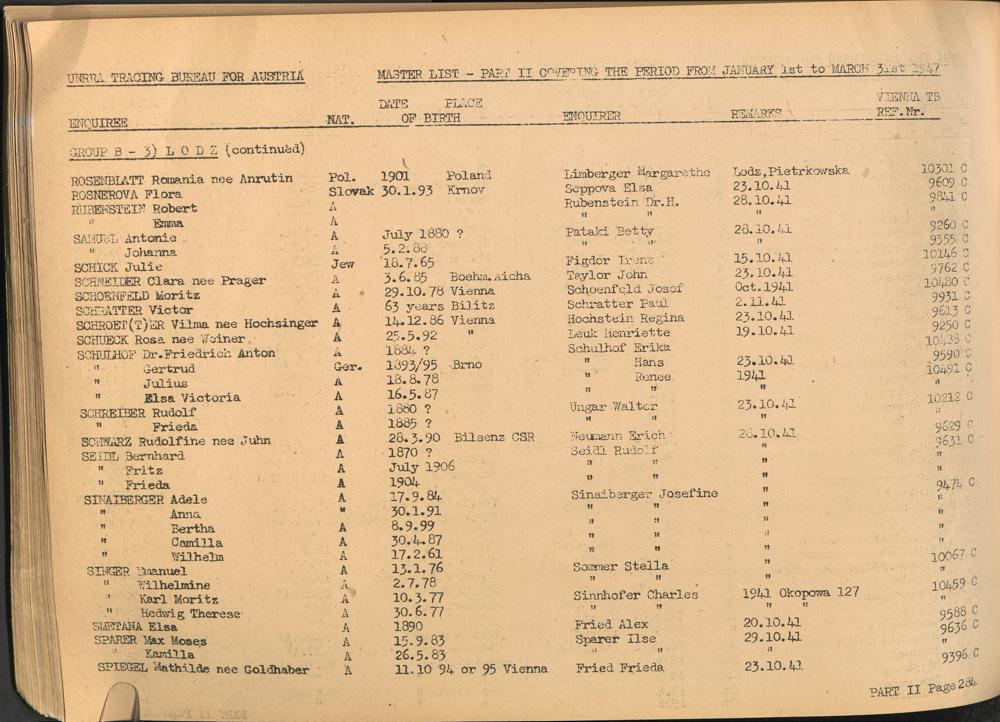 UNRRA TRACING BUREAU FOR AUSTRIA MASTER LIST - PART II COVERING THE PERIOD FROM JANUARY 1st to MARCH 31st 1947
ENQUIREE NAT. DATE PLACE OF BIRTH ENQUIRER REMARKS VIENNA TB REF.Nr.
GROUP B - 3) L O D Z (continued)
ROSENBLATT Romania nee Anrutin Pol. 1901 Poland Limberger Margarethe Lodz,Pietrkowska 10301 C
ROSNEROVA Flora Slovak 30.1.93 Krnov Seppova Elsa 23.10.41 9609 C
RUBENSTEIN Robert A Rubenstein Dr.H. 28.10.41 9841 C
" Emma A " " " "
SAMUEL Antonie A July 1880 ? Pataki Betty 28.10.41 9260 C
" Johanna A 5.2.88 " " " 9355 C
SCHICK Julie Jew 18.7.65 Figdor Irene 15.10.41 10146 C
SCHNEIDER Clara nee Prager A 3.6.85 Boehm.Aicha Taylor John 23.10.41 9762 C
SCHOENFELD Moritz A 29.10.78 Vienna Schoenfeld Josef Oct.1941 10480 C
SCHRATTER Victor A 63 years Bilitz Schratter Paul 2.11.41 9931 C
SCHROET(T)ER Vilma nee Hochsinger A 14.12.86 Vienna Hochstein Regina 23.10.41 9613 C
SCHUECK Rosa nee Weiner A 25.5.92 " Leuk Henriette 19.10.41 9250 C
SCHULHOF Dr.Friedrich Anton A 1884 ? Schulhof Erika 10433 C
" Gertrud Ger. 1893/95 Brno " Hans 23.10.41 9590 C
" Julius A 18.8.78 " Renee 1941 10491 C
" Elsa Victoria A 16.5.87 " " " "
SCHREIBER Rudolf A 1880 ? Ungar Walter 23.10.41 10212 C
" Frieda A 1885 ? " " " "
SCHWARZ Rudolfine nee Juhn A 28.3.90 Bilsenz CSR Neumann Erich 28.10.41 9629 C
SEIDL Bernhard A 1870 ? Seidl Rudolf " 9631 C
" Fritz A July 1906 " " " "
" Frieda A 1904 " " " "
SINAIBERGER Adele A 17.9.84 Sinaiberger Josefine " 9474 C
" Anna " 30.1.91 " " " "
" Bertha A 8.9.99 " " " "
" Camilla A 30.4.87 " " " "
" Wilhelm A 17.2.61 " " " "
SINGER Emanuel A 13.1.76 Sommer Stella " 10067 C
" Wilhelmine A 2.7.78 " " " "
" Karl Moritz A 10.3.77 Sinnhofer Charles 1941 Okopowa 127 10459 C
" Hedwig Therese A 30.6.77 " " " " "
SMETANA Elsa A 1890 Fried Alex 20.10.41 9588 C
SPARER Max Moses A 15.9.83 Sparer Ilse 29.10.41 9636 C
" Kamilla A 26.5.83
SPIEGEL Mathilde nee Goldhaber A 11.10 94 or 95 Vienna Fried Frieda 23.10.41 9396 C
PART II Page 284